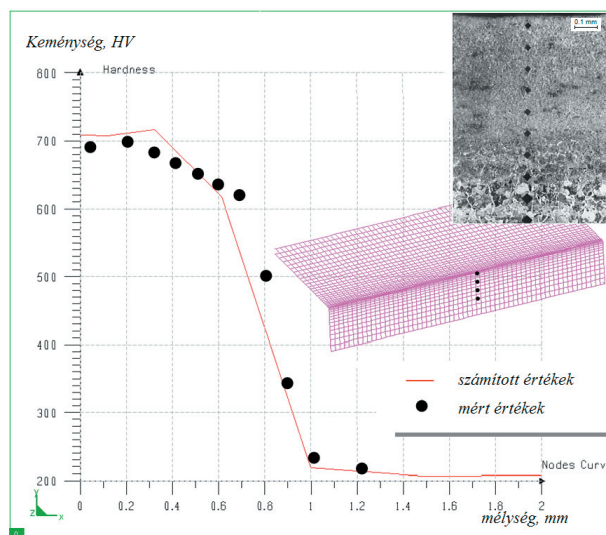 0.1 mm
Keménység, HV
Hardness
800
700
600
500
400
300
200
számított értékek
mért értékek
Nodes Curv
0 0.2 0.4 0.6 0.8 1 1.2 1.4 1.6 1.8 2
mélység, mm
Y
Z X